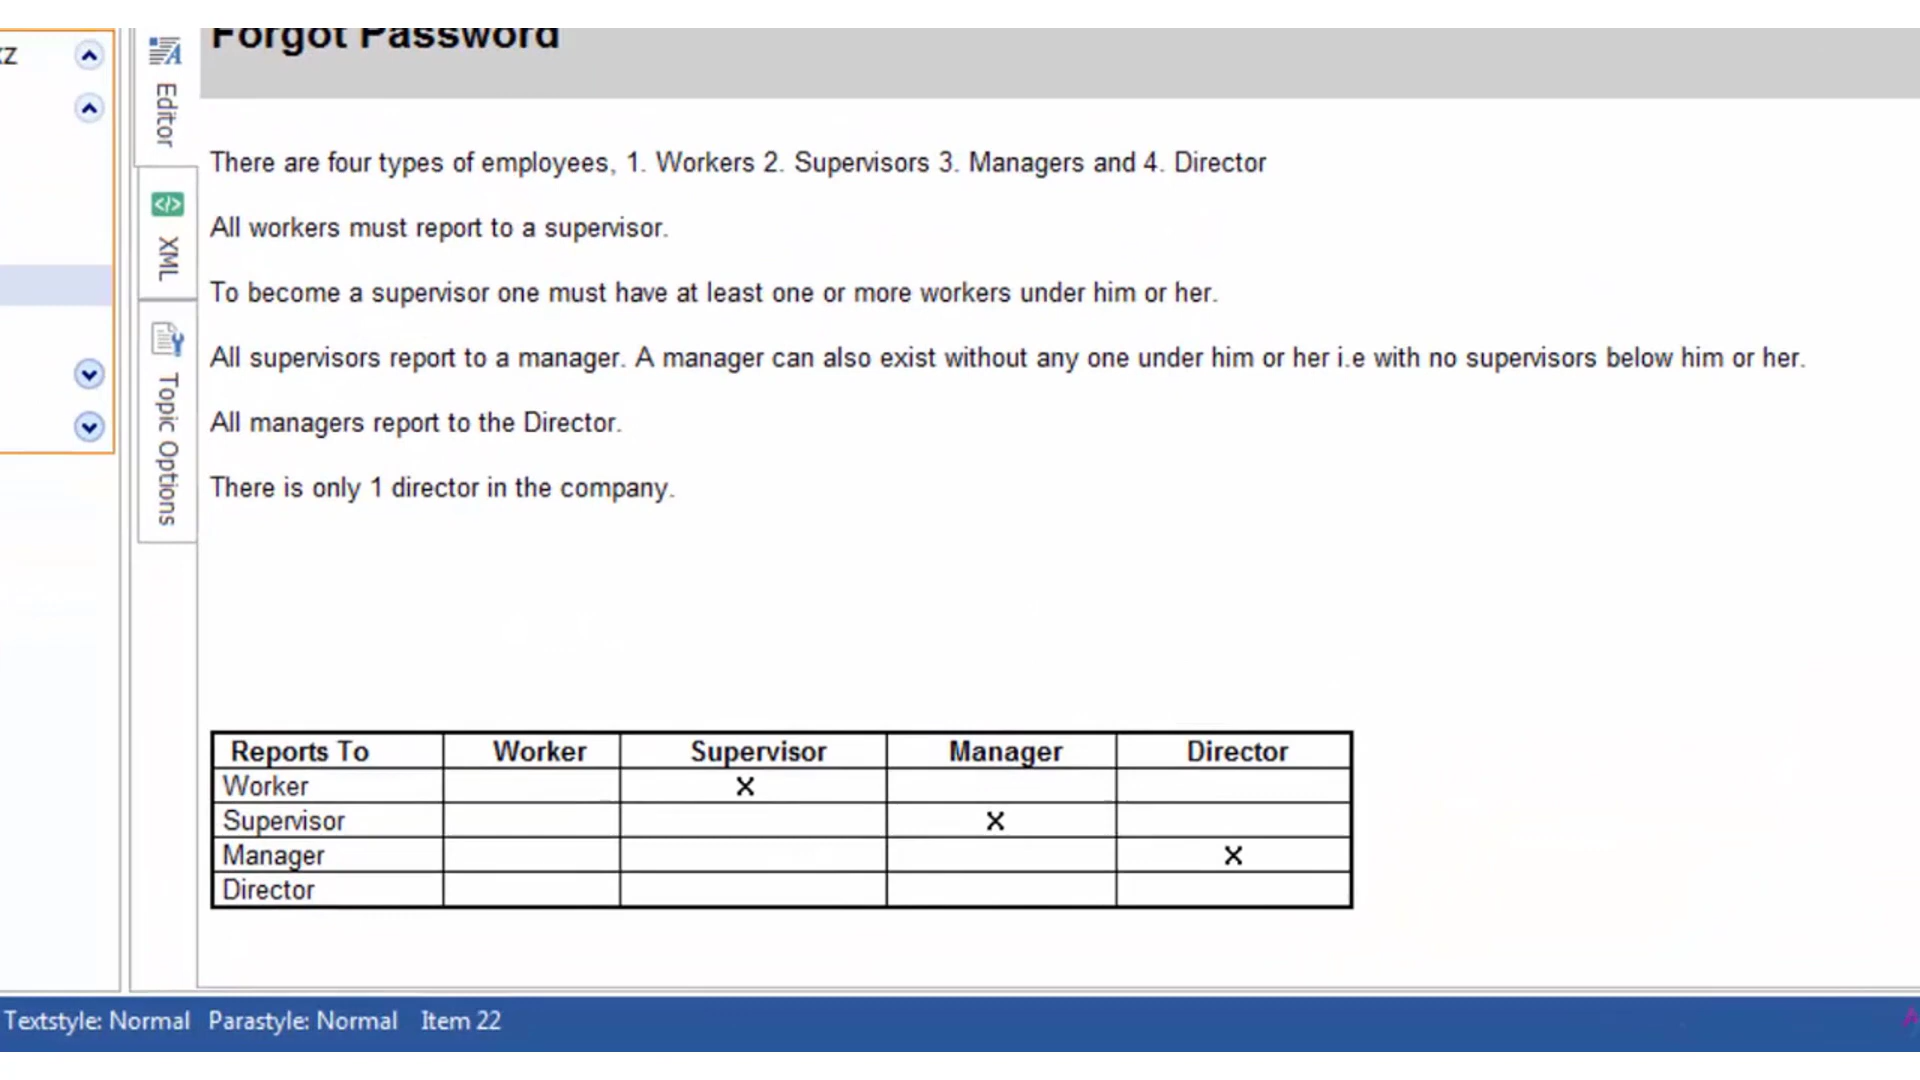 Forgot Password
xz
Editor
XML
Topic Options
There are four types of employees, 1. Workers 2. Supervisors 3. Managers and 4. Director
All workers must report to a supervisor.
To become a supervisor one must have at least one or more workers under him or her.
All supervisors report to a manager. A manager can also exist without any one under him or her i.e with no supervisors below him or her.
All managers report to the Director.
There is only 1 director in the company.
Reports To Worker Supervisor Manager Director
Worker X
Supervisor X
Manager X
Director
Textstyle: Normal Parastyle: Normal Item 22